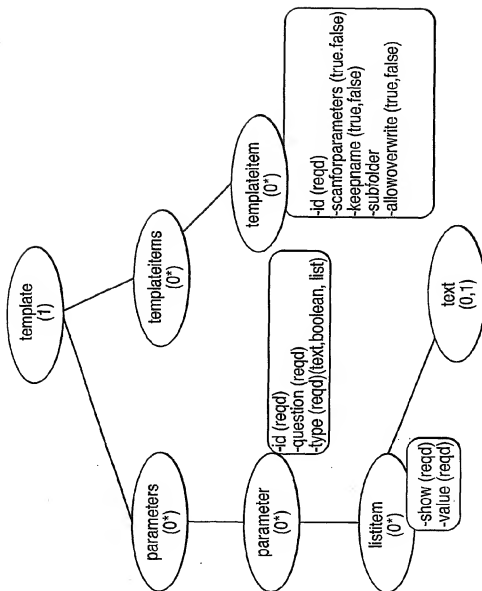 template
(1)
parameters
(0*)
templateitems
(0*)
parameter
(0*)
-id (reqd)
-question (reqd)
-type (reqd)(text,boolean, list)
templateitem
(0*)
-id (reqd)
-scanforparameters (true.false)
-keepname (true,false)
-subfolder
-allowoverwrite (true,false)
listitem
(0*)
-show (reqd)
-value (reqd)
text
(0,1)